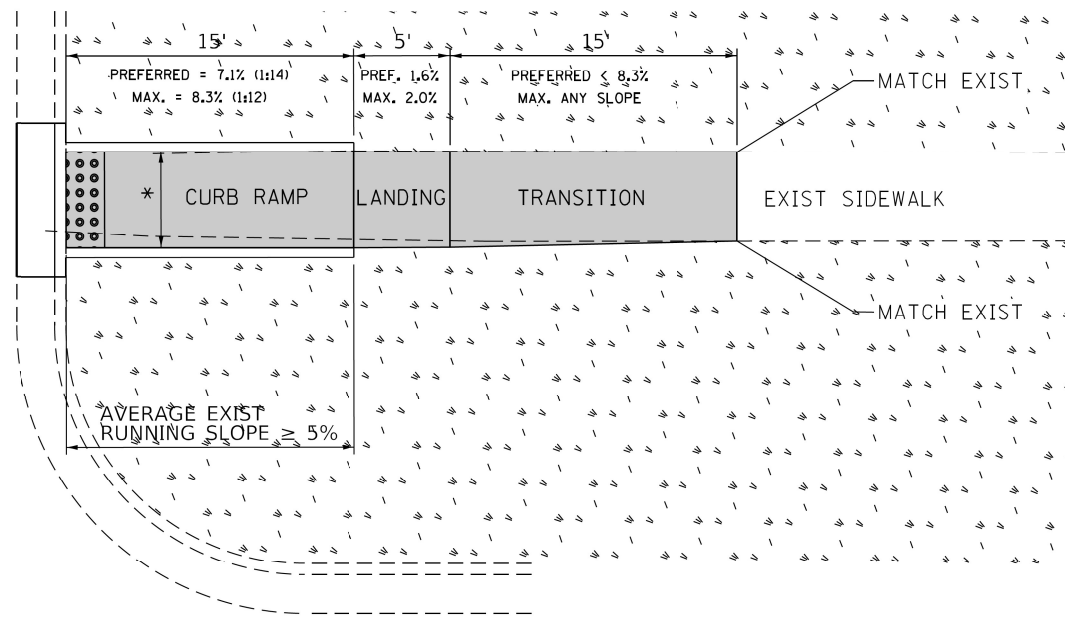 15'
5'
15'
PREFERRED = 7.1% (1:14)
MAX. = 8.3% (1:12)
PREF. 1.6%
MAX. 2.0%
PREFERRED < 8.3%
MAX. ANY SLOPE
MATCH EXIST
*
CURB RAMP
LANDING
TRANSITION
EXIST SIDEWALK
MATCH EXIST
AVERAGE EXIST
RUNNING SLOPE ≥ 5%